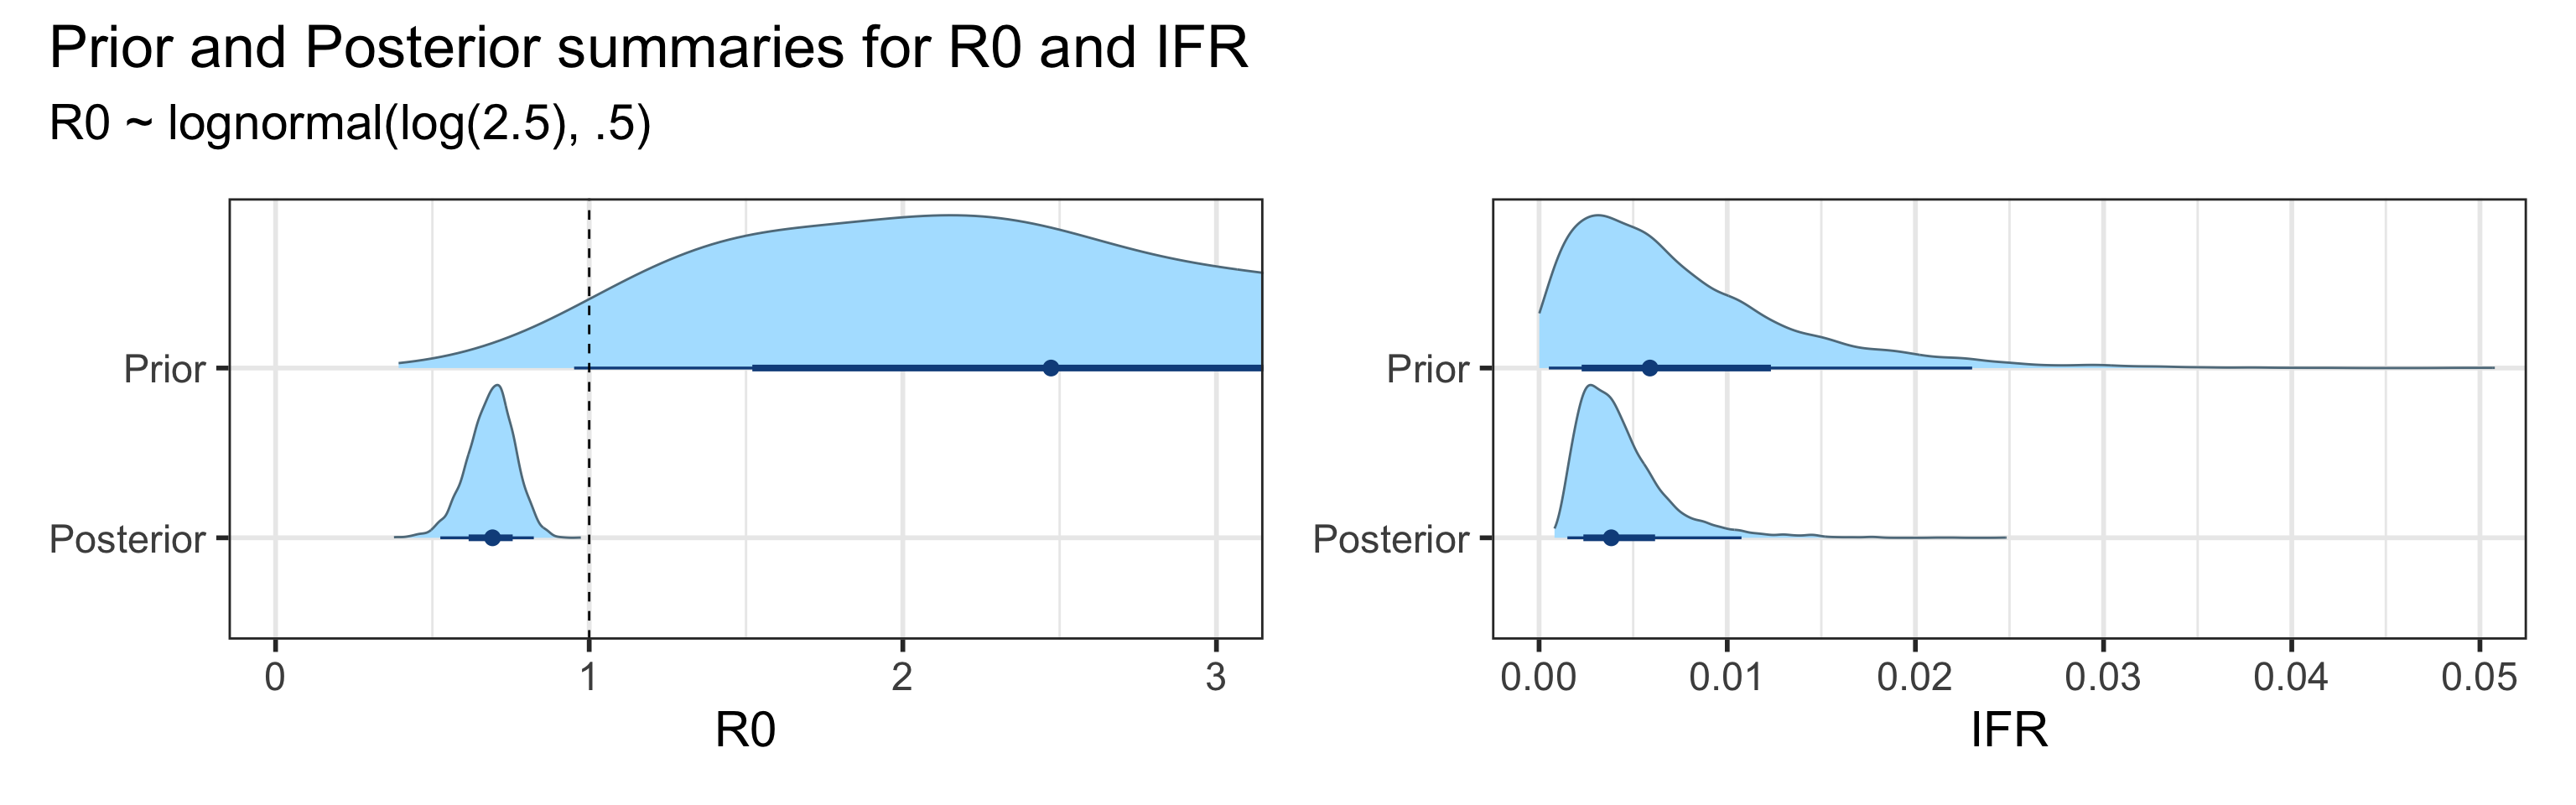 Prior and Posterior summaries for R0 and IFR
R0 ~ lognormal(log(2.5), .5)
Prior
Posterior
0 1 2 3
R0
Prior
Posterior
0.00 0.01 0.02 0.03 0.04 0.05
IFR